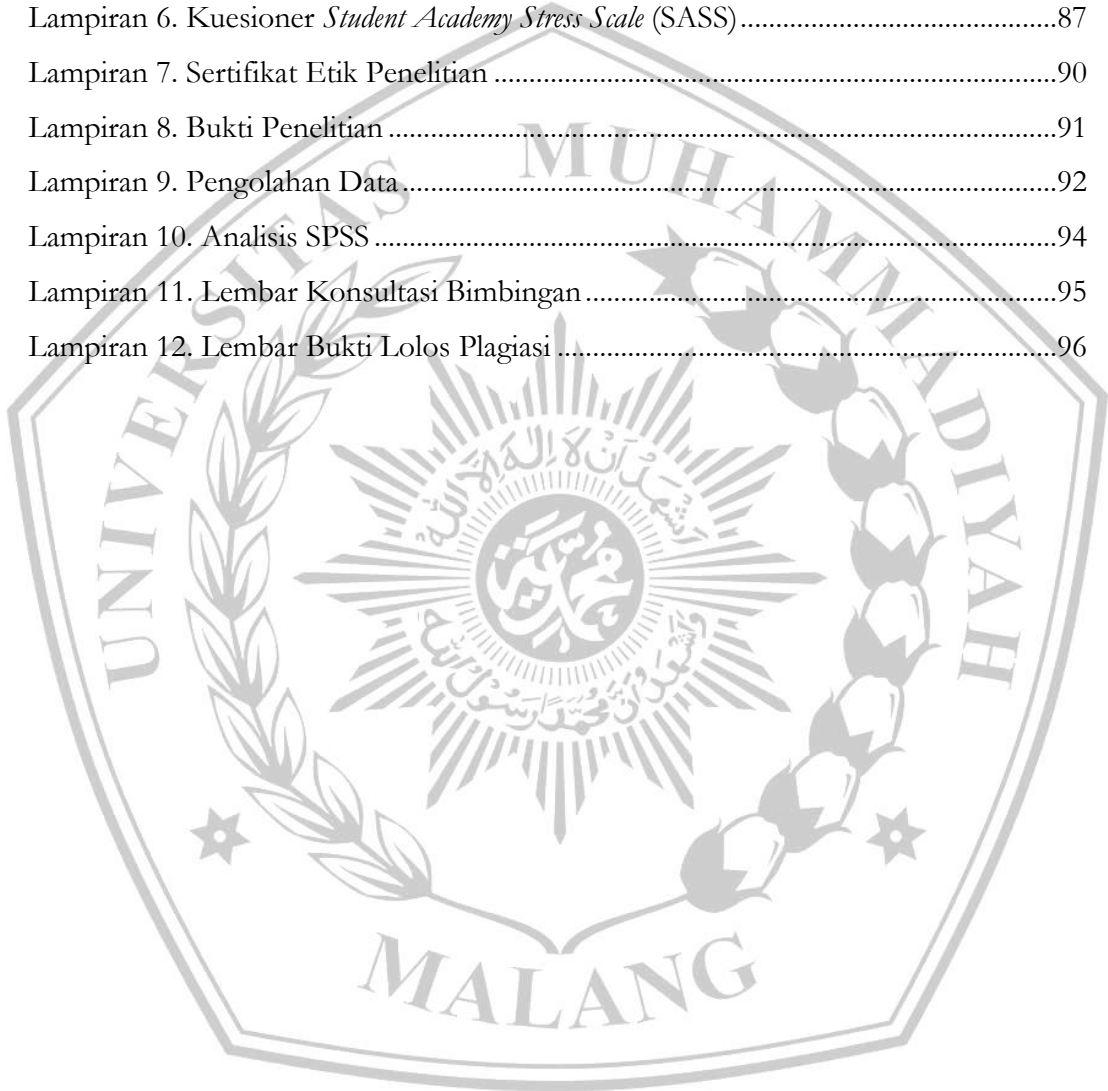 Lampiran 6. Kuesioner Student Academy Stress Scale (SASS)............................................................87
Lampiran 7. Sertifikat Etik Penelitian............................................................90
Lampiran 8. Bukti Penelitian............................................................91
Lampiran 9. Pengolahan Data............................................................92
Lampiran 10. Analisis SPSS............................................................94
Lampiran 11. Lembar Konsultasi Bimbingan............................................................95
Lampiran 12. Lembar Bukti Lolos Plagiasi............................................................96
UNIVERSITAS MUHAMMADIYAH
MALANG